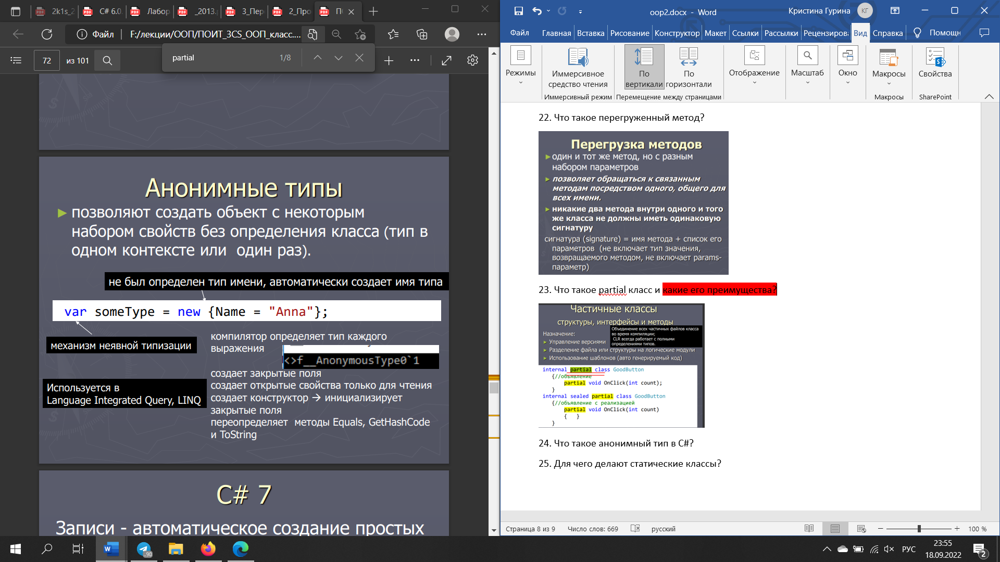 2k1s_2
C# 6.0.
Лабор
_2013.p
3_Пер
2_Про
ПО
Файл
F:/лекции/ООП/ПОИТ_3CS_ООП_класс....
72
из 101
partial
1/8
Анонимные типы
позволяют создать объект с некоторым
набором свойств без определения класса (тип в
одном контексте или один раз).
не был определен тип имени, автоматически создает имя типа
var someType = new {Name = "Anna"};
механизм неявной типизации
компилятор определяет тип каждого
выражения
<>f__AnonymousType0`1
создает закрытые поля
создает открытые свойства только для чтения
создает конструктор → инициализирует
закрытые поля
переопределяет методы Equals, GetHashCode
и ToString
Используется в
Language Integrated Query, LINQ
C# 7
Записи - автоматическое создание простых
oop2.docx - Word
Кристина Гурина
КГ
Файл
Главная
Вставка
Рисование
Конструктор
Макет
Ссылки
Рассылки
Рецензирова
Вид
Справка
Помощн
Режимы
Иммерсивное
средство чтения
По
вертикали
По
горизонтали
Отображение
Масштаб
Окно
Макросы
Свойства
Иммерсивный режим
Перемещение между страницами
Макросы
SharePoint
22. Что такое перегруженный метод?
Перегрузка методов
один и тот же метод, но с разным
набором параметров
позволяет обращаться к связанным
методам посредством одного, общего для
всех имени.
никакие два метода внутри одного и того
же класса не должны иметь одинаковую
сигнатуру
сигнатура (signature) = имя метода + список его
параметров (не включает тип значения,
возвращаемого методом, не включает params-
параметр)
23. Что такое partial класс и какие его преимущества?
Частичные классы
структуры, интерфейсы и методы
Объединение всех частичных файлов класса
во время компиляции;
CLR всегда работает с полными
определениями типов.
Назначение:
Управление версиями
Разделение файла или структуры на логические модули
Использование шаблонов (авто генерируемый код)
internal partial class GoodButton
{//объявление
partial void OnClick(int count);
}
internal sealed partial class GoodButton
{//объявление с реализацией
partial void OnClick(int count)
{ }
}
24. Что такое анонимный тип в C#?
25. Для чего делают статические классы?
Страница 8 из 9
Число слов: 669
русский
100 %
90
РУС
23:55
18.09.2022
2